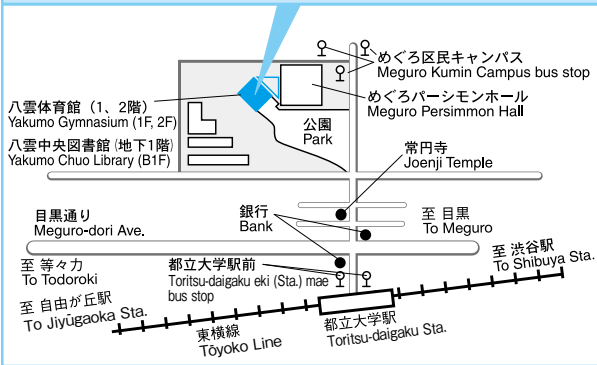 めぐろ区民キャンパス
Meguro Kumin Campus bus stop
めぐろパーシモンホール
Meguro Persimmon Hall
八雲体育館（1、2階）
Yakumo Gymnasium (1F, 2F)
八雲中央図書館（地下1階）
Yakumo Chuo Library (B1F)
公園
Park
常円寺
Joenji Temple
目黒通り
Meguro-dori Ave.
銀行
Bank
至 目黒
To Meguro
至 等々力
To Todoroki
都立大学駅前
Toritsu-daigaku eki (Sta.) mae
bus stop
至 渋谷駅
To Shibuya Sta.
至 自由が丘駅
To Jiyūgaoka Sta.
東横線
Tōyoko Line
都立大学駅
Toritsu-daigaku Sta.